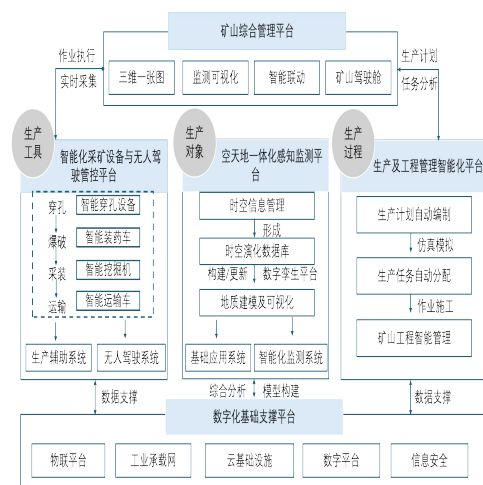 矿山综合管理平台
作业执行
实时采集
三维一张图
监测可视化
智能联动
矿山驾驶舱
生产计划
任务分析
生产
工具
智能化采矿设备与无人驾
驶管控平台
穿孔
智能穿孔设备
爆破
智能装药车
采装
智能挖掘机
运输
智能运输车
生产辅助系统
无人驾驶系统
生产
对象
空天地一体化感知监测平
台
时空信息管理
形成
时空演化数据库
构建/更新
数字孪生平台
地质建模及可视化
基础应用系统
智能化监测系统
生产
过程
生产及工程管理智能化平台
生产计划自动编制
仿真模拟
生产任务自动分配
作业施工
矿山工程智能管理
数据支撑
综合分析
模型构建
数据支撑
数字化基础支撑平台
物联平台
工业承载网
云基础设施
数字平台
信息安全